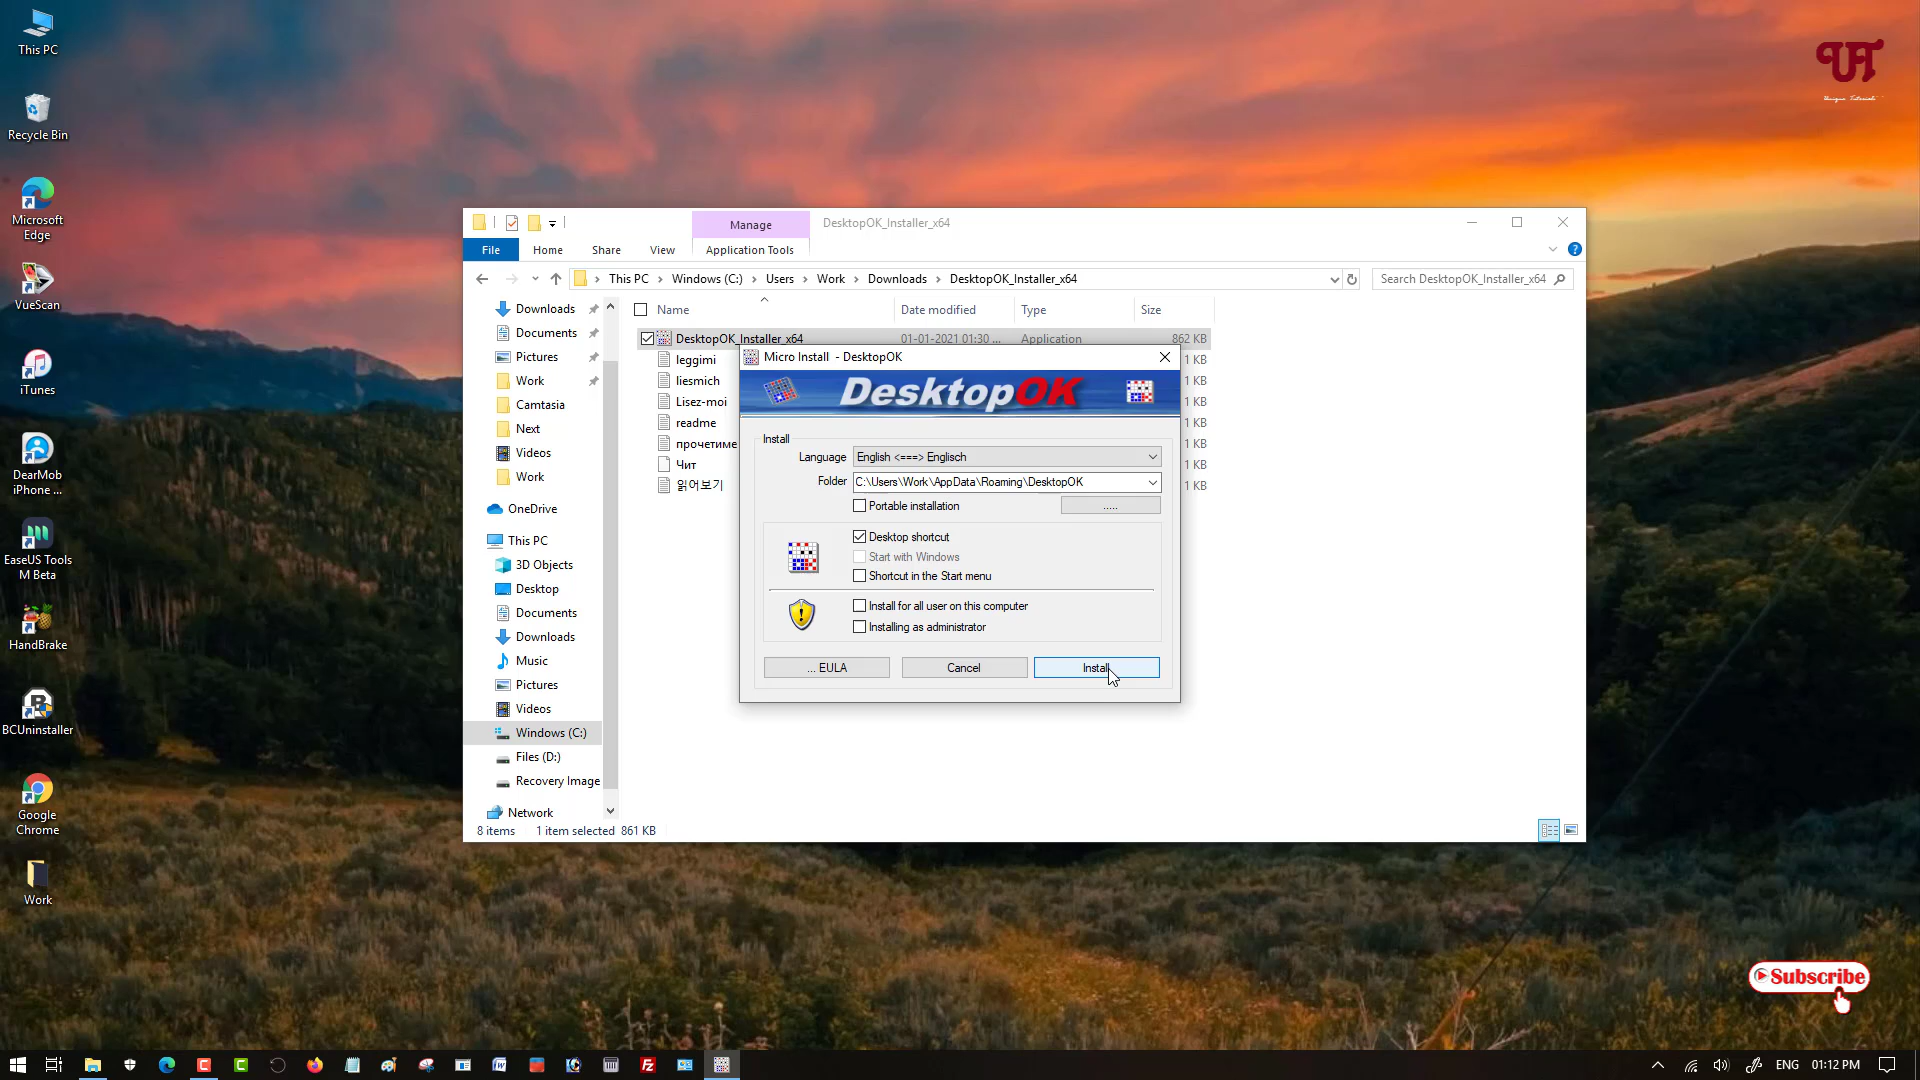 This PC
Recycle Bin
Microsoft
Edge
VueScan
iTunes
DearMob
iPhone ...
EaseUS Tools
M Beta
HandBrake
BCUninstaller
Google
Chrome
Work
UT
Unique Tutorial
Manage
DesktopOK_Installer_x64
File
Home
Share
View
Application Tools
This PC > Windows (C:) > Users > Work > Downloads > DesktopOK_Installer_x64
Search DesktopOK_Installer_x64
Downloads
Documents
Pictures
Work
Camtasia
Next
Videos
Work
OneDrive
This PC
3D Objects
Desktop
Documents
Downloads
Music
Pictures
Videos
Windows (C:)
Files (D:)
Recovery Image
Network
Name
Date modified
Type
Size
DesktopOK_Installer_x64
01-01-2021 01:30 ...
Application
862 KB
leggimi
1 KB
liesmich
1 KB
Lisez-moi
1 KB
readme
1 KB
прочетиме
1 KB
Чит
1 KB
읽어보기
1 KB
8 items
1 item selected 861 KB
Micro Install - DesktopOK
DesktopOK
Install
Language
English <===> Englisch
Folder
C:\Users\Work\AppData\Roaming\DesktopOK
Portable installation
.....
Desktop shortcut
Start with Windows
Shortcut in the Start menu
Install for all user on this computer
Installing as administrator
... EULA
Cancel
Install
Subscribe
ENG
01:12 PM